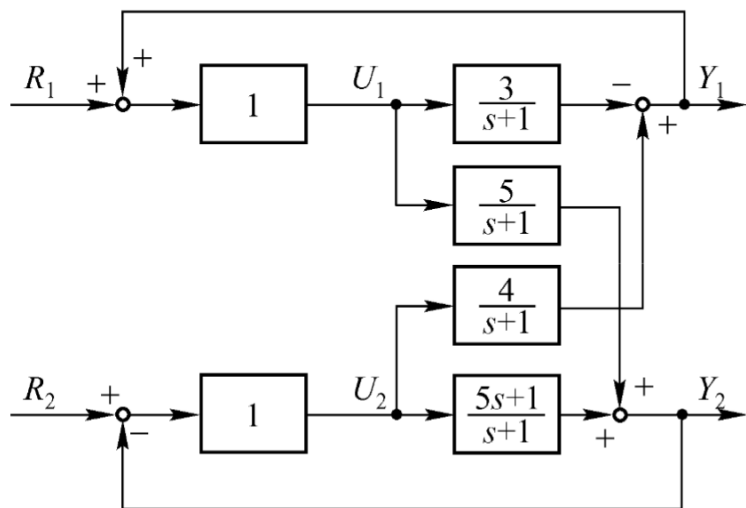 +
R₁ + 1 U₁ 3/(s+1) − + Y₁
5/(s+1)
4/(s+1)
R₂ + − 1 U₂ (5s+1)/(s+1) + + Y₂